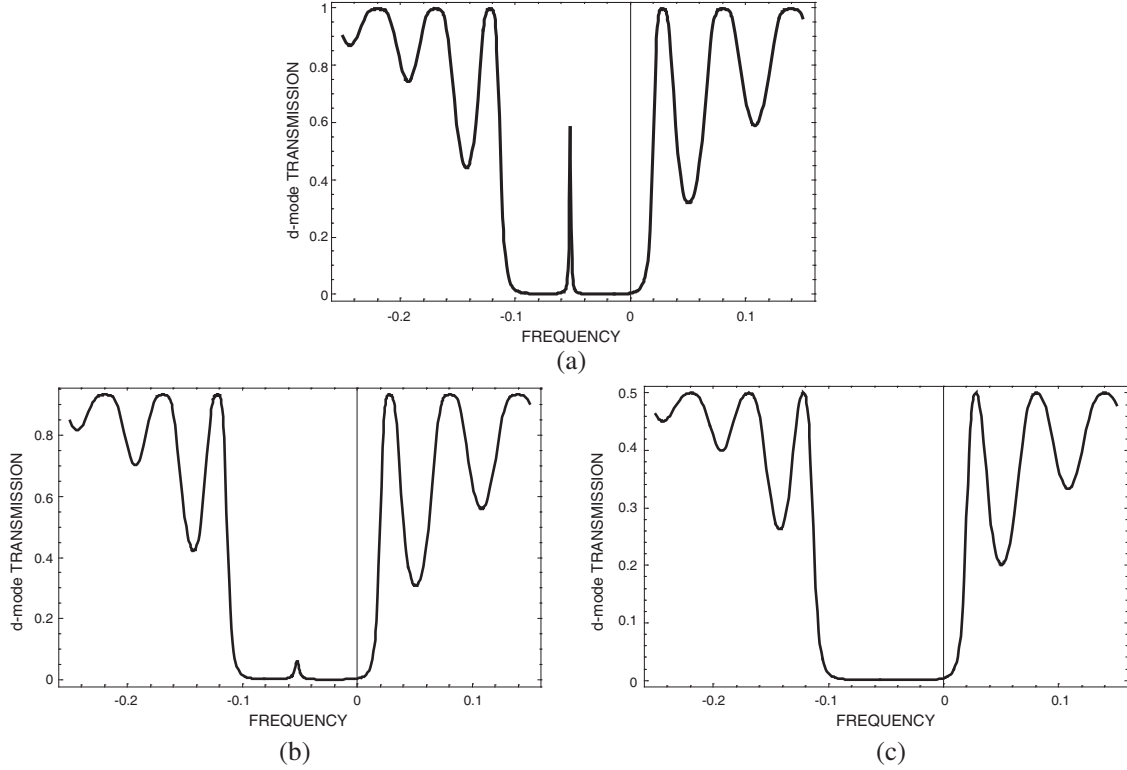 1
0.8
0.6
0.4
0.2
0
d-mode TRANSMISSION
-0.2 -0.1 0 0.1
FREQUENCY
(a)
0.8
0.6
0.4
0.2
0
d-mode TRANSMISSION
-0.2 -0.1 0 0.1
FREQUENCY
(b)
0.5
0.4
0.3
0.2
0.1
0
d-mode TRANSMISSION
-0.2 -0.1 0 0.1
FREQUENCY
(c)